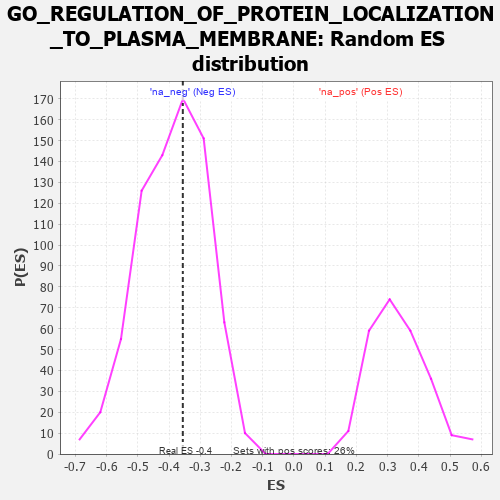 GO_REGULATION_OF_PROTEIN_LOCALIZATION
_TO_PLASMA_MEMBRANE: Random ES
distribution
'na_neg' (Neg ES)
'na_pos' (Pos ES)
170
160
150
140
130
120
110
100
90
80
70
60
50
40
30
20
10
0
P(ES)
Real ES -0.4
Sets with pos scores: 26%
-0.7 -0.6 -0.5 -0.4 -0.3 -0.2 -0.1 0.0 0.1 0.2 0.3 0.4 0.5 0.6
ES